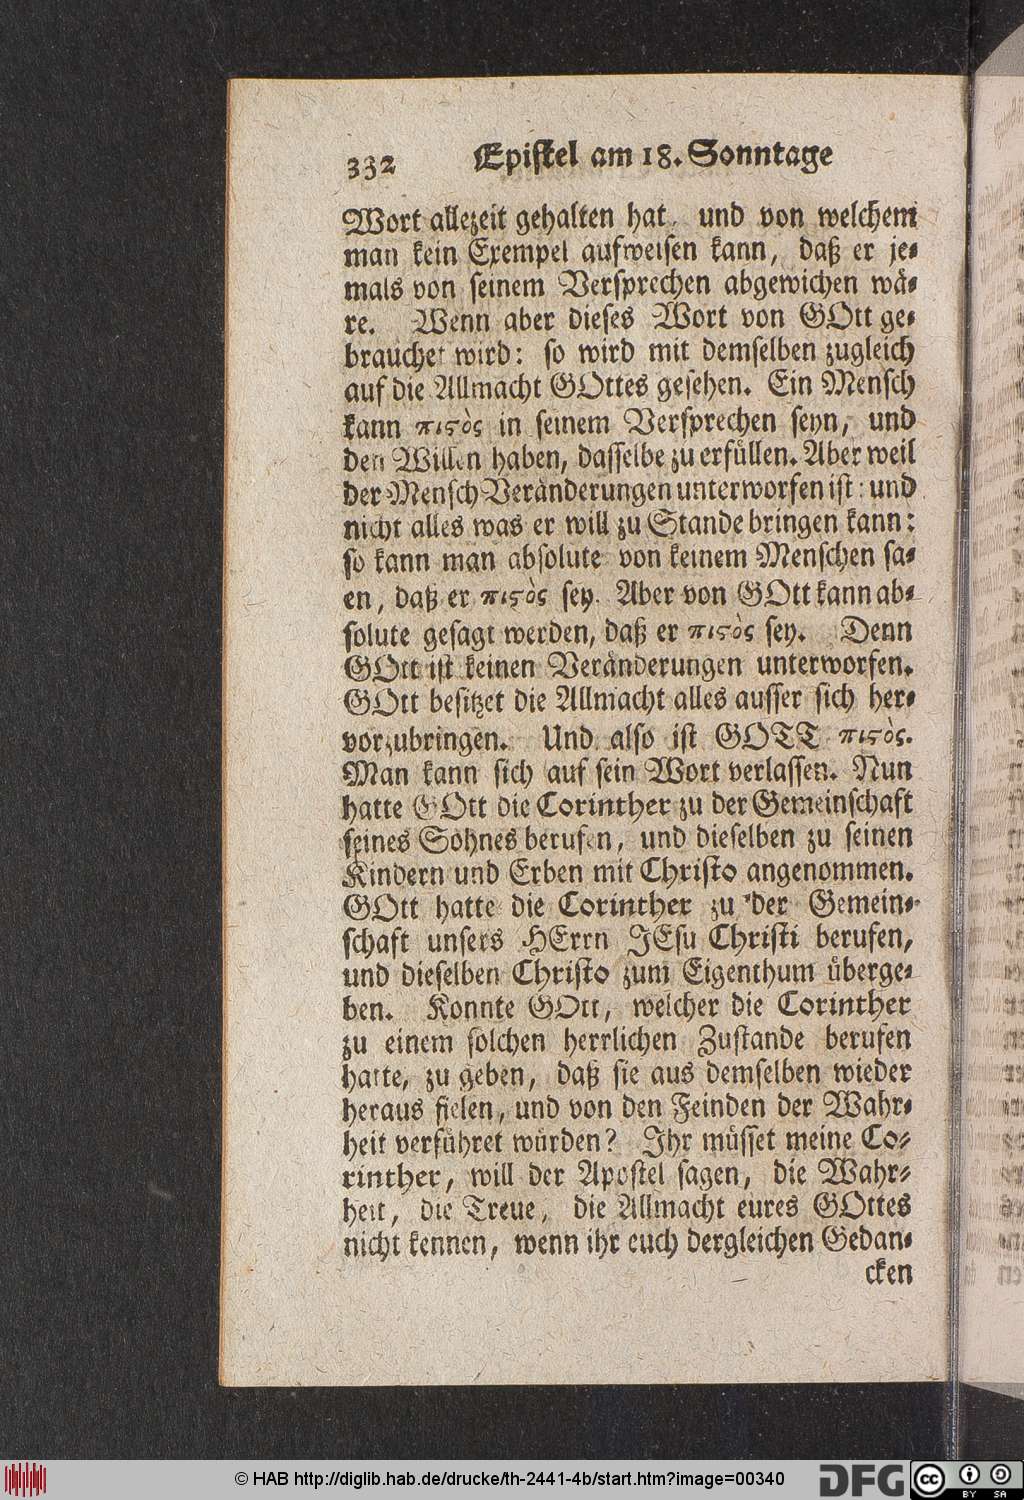 332 Epistel am 18. Sonntage
Wort allezeit gehalten hat, und von welchem
man kein Exempel aufweisen kann, daß er je-
mals von seinem Versprechen abgewichen wä-
re. Wenn aber dieses Wort von GOtt ge-
brauchet wird: so wird mit demselben zugleich
auf die Allmacht GOttes gesehen. Ein Mensch
kann πιϛὸς in seinem Versprechen seyn, und
den Willen haben, dasselbe zu erfüllen. Aber weil
der Mensch Veränderungen unterworfen ist: und
nicht alles was er will zu Stande bringen kann:
so kann man absolute von keinem Menschen sa-
en, daß er πιϛὸς sey. Aber von GOtt kann ab-
solute gesagt werden, daß er πιϛὸς sey. Denn
GOtt ist keinen Veränderungen unterworfen.
GOtt besitzet die Allmacht alles ausser sich her-
vorzubringen. Und also ist GOTT πιϛὸς.
Man kann sich auf sein Wort verlassen. Nun
hatte GOtt die Corinther zu der Gemeinschaft
seines Sohnes berufen, und dieselben zu seinen
Kindern und Erben mit Christo angenommen.
GOtt hatte die Corinther zu der Gemein-
schaft unsers HErrn JEsu Christi berufen,
und dieselben Christo zum Eigenthum überge-
ben. Konnte GOtt, welcher die Corinther
zu einem solchen herrlichen Zustande berufen
hatte, zu geben, daß sie aus demselben wieder
heraus fielen, und von den Feinden der Wahr-
heit verführet würden? Ihr müsset meine Co-
rinther, will der Apostel sagen, die Wahr-
heit, die Treue, die Allmacht eures GOttes
nicht kennen, wenn ihr euch dergleichen Gedan-
cken
© HAB http://diglib.hab.de/drucke/th-2441-4b/start.htm?image=00340
DFG
cc BY SA